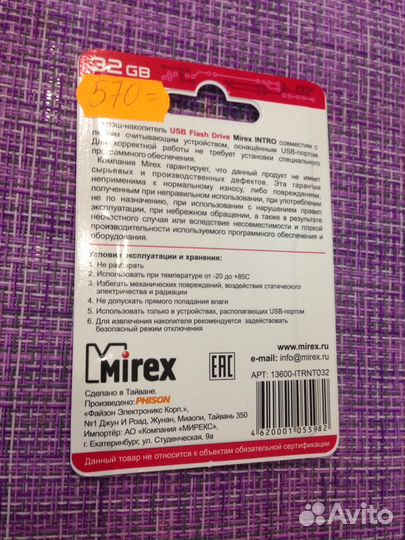 32 GB
570=
USB Flash Drive Mirex INTRO совместим с
считывающим устройством, оснащённым USB-портом.
Для корректной работы не требует установки специального
программного обеспечения.
Компания Mirex гарантирует, что данный продукт не имеет
сырьевых и производственных дефектов. Эта гарантия
неприменима к нормальному износу, либо повреждениям,
полученным при неправильном использовании, при употреблении
не по назначению, при использовании с нарушением правил
эксплуатации, при небрежном обращении, а также в результате
несчастного случая или вследствие несовместимости и плохой
производительности используемого программного обеспечения и
оборудования.
Условия эксплуатации и хранения:
1. Не разбирать
2. Использовать при температуре от -20 до +85С
3. Избегать механических повреждений, воздействия статического
электричества и радиации
4. Не допускать прямого попадания влаги
5. Использовать только в устройствах, располагающих USB-портом
6. Для извлечения накопителя рекомендуется задействовать
безопасный режим отключения
Mirex
EAC
www.mirex.ru
e-mail: info@mirex.ru
АРТ: 13600-ITRNT032
Сделано в Тайване.
Произведено: PHISON
«Файзон Электроникс Корп.»,
№1 Джун И Роад, Жунан, Миаоли, Тайвань 350
Импортёр: АО «Компания «МИРЕКС»,
г. Екатеринбург, ул. Студенческая, 9а
4 620001 055982
Данный товар не относится к объектам обязательной сертификации
Avito